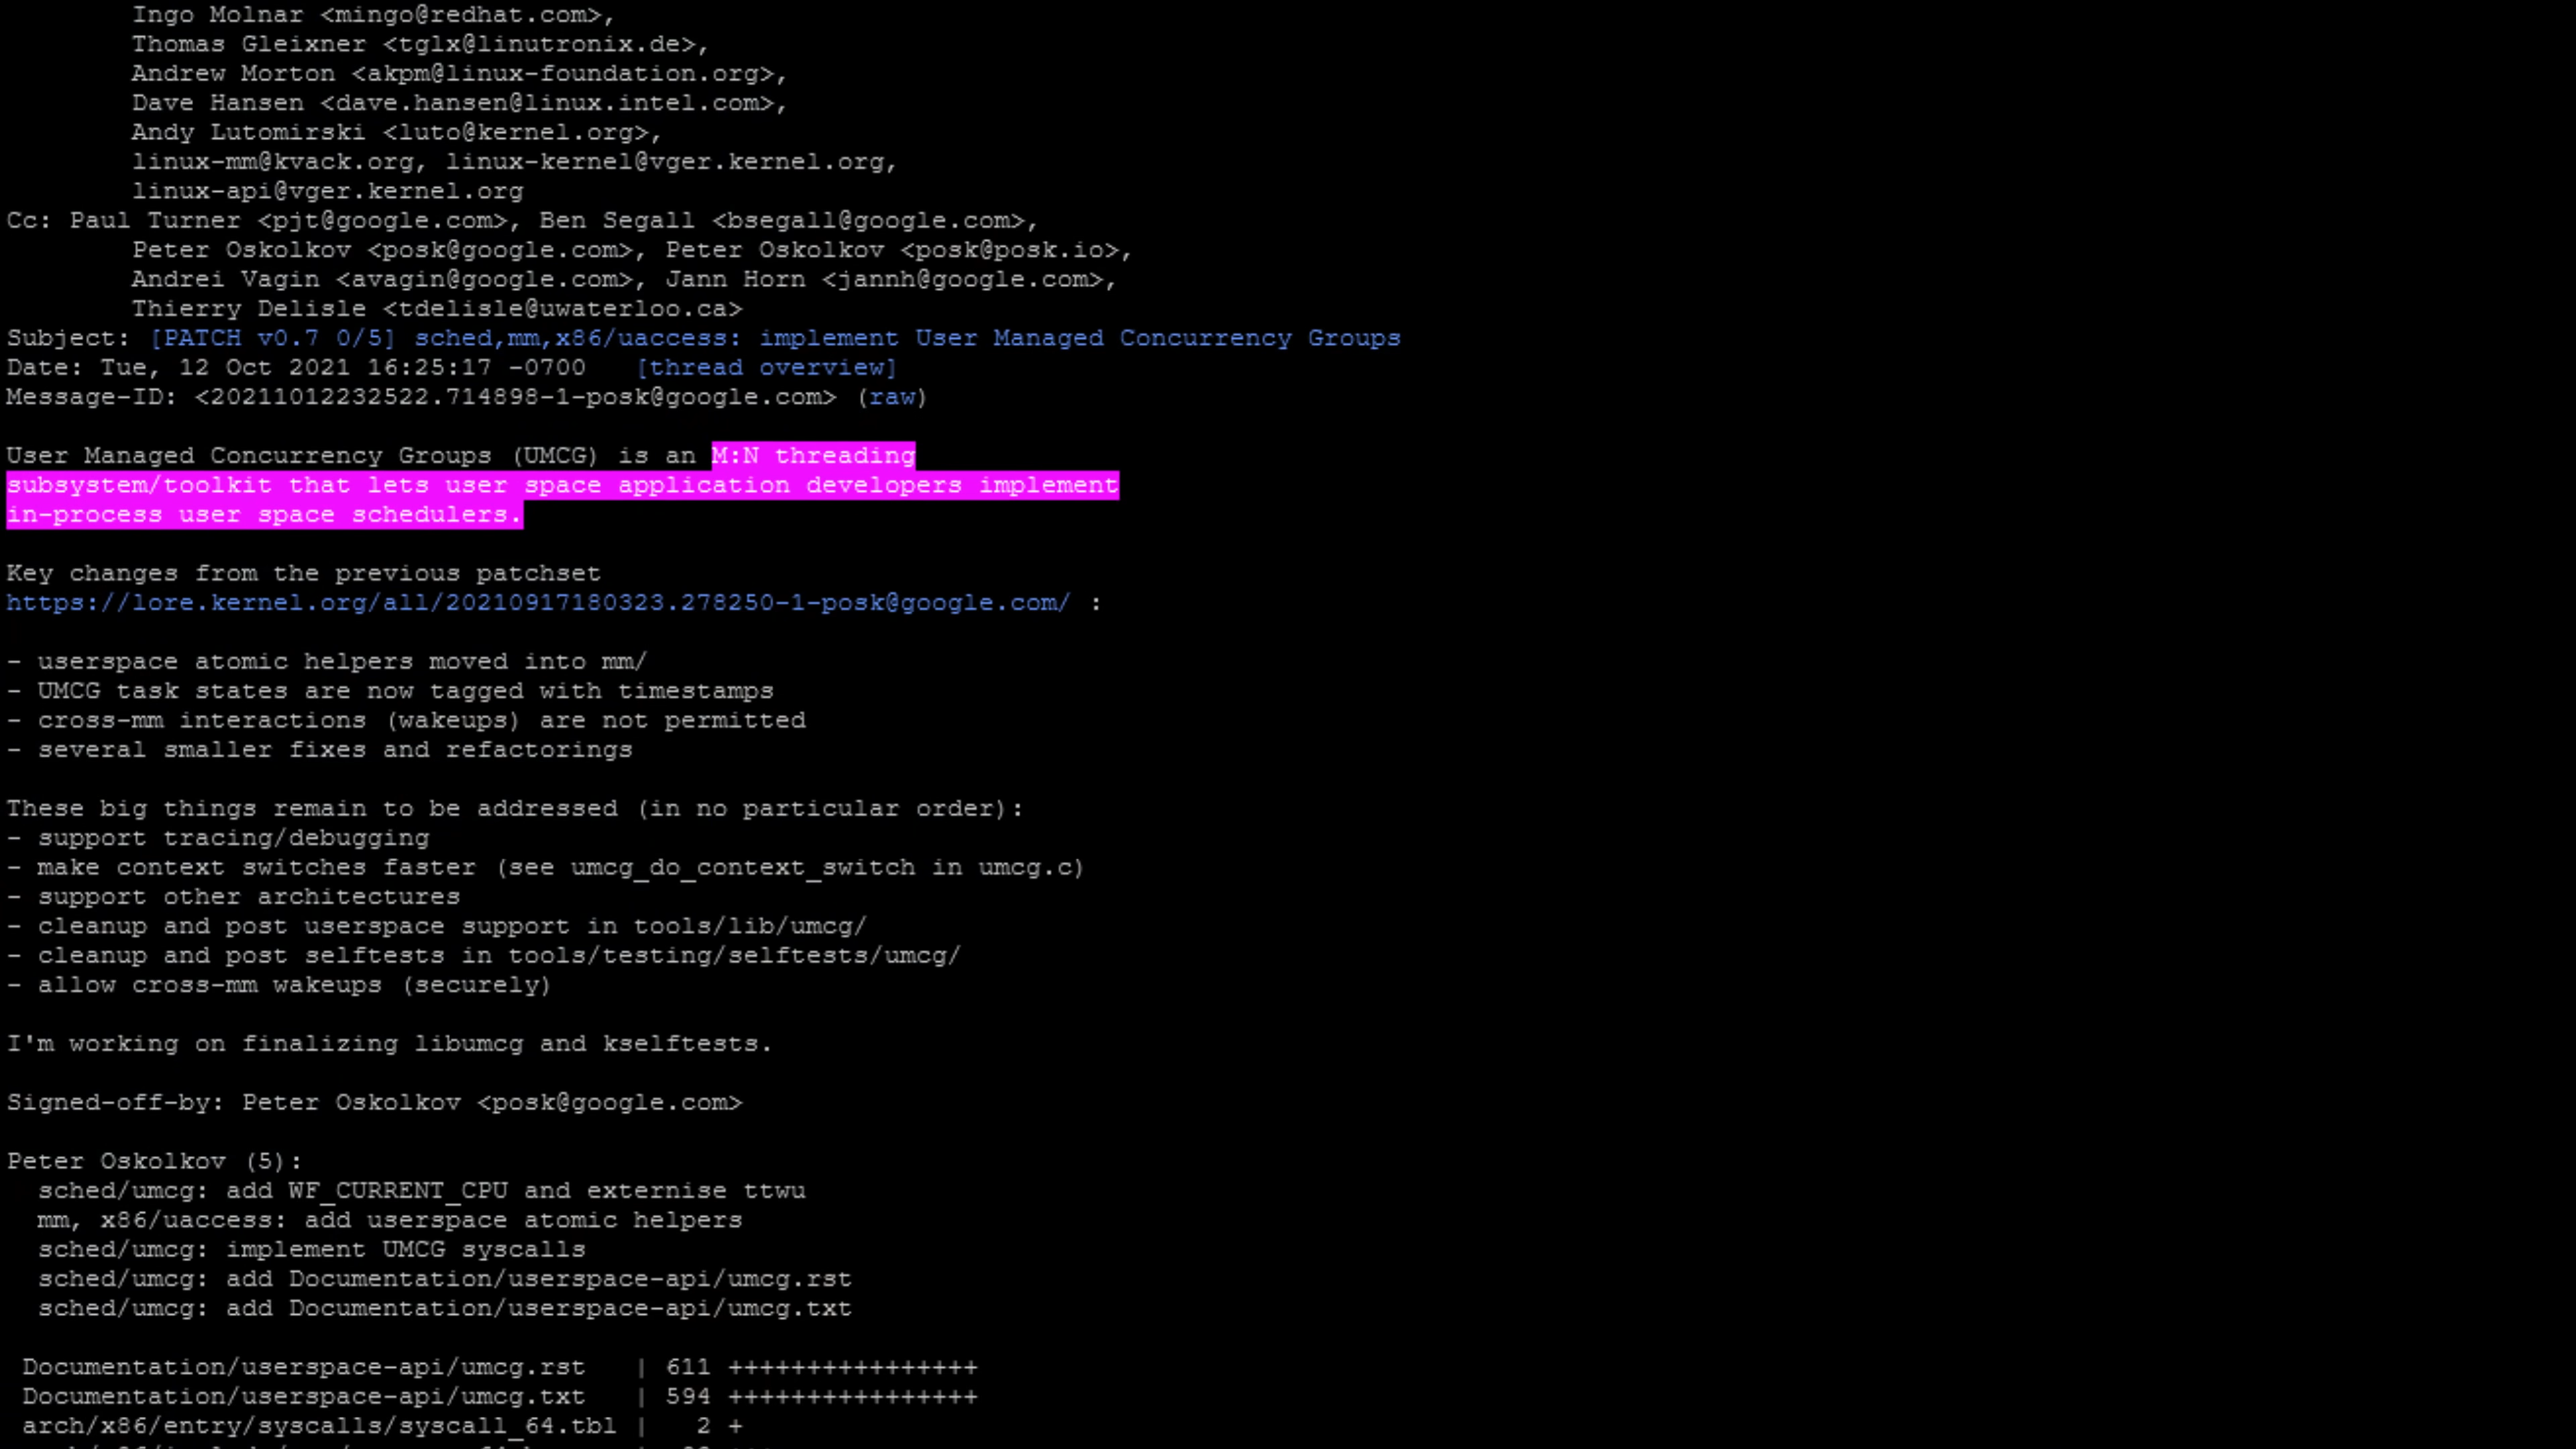 Ingo Molnar <mingo@redhat.com>,
Thomas Gleixner <tglx@linutronix.de>,
Andrew Morton <akpm@linux-foundation.org>,
Dave Hansen <dave.hansen@linux.intel.com>,
Andy Lutomirski <luto@kernel.org>,
linux-mm@kvack.org, linux-kernel@vger.kernel.org,
linux-api@vger.kernel.org
Cc: Paul Turner <pjt@google.com>, Ben Segall <bsegall@google.com>,
Peter Oskolkov <posk@google.com>, Peter Oskolkov <posk@posk.io>,
Andrei Vagin <avagin@google.com>, Jann Horn <jannh@google.com>,
Thierry Delisle <tdelisle@uwaterloo.ca>
Subject: [PATCH v0.7 0/5] sched,mm,x86/uaccess: implement User Managed Concurrency Groups
Date: Tue, 12 Oct 2021 16:25:17 -0700 [thread overview]
Message-ID: <20211012232522.714898-1-posk@google.com> (raw)
User Managed Concurrency Groups (UMCG) is an M:N threading
subsystem/toolkit that lets user space application developers implement
in-process user space schedulers.
Key changes from the previous patchset
https://lore.kernel.org/all/20210917180323.278250-1-posk@google.com/ :
- userspace atomic helpers moved into mm/
- UMCG task states are now tagged with timestamps
- cross-mm interactions (wakeups) are not permitted
- several smaller fixes and refactorings
These big things remain to be addressed (in no particular order):
- support tracing/debugging
- make context switches faster (see umcg_do_context_switch in umcg.c)
- support other architectures
- cleanup and post userspace support in tools/lib/umcg/
- cleanup and post selftests in tools/testing/selftests/umcg/
- allow cross-mm wakeups (securely)
I'm working on finalizing libumcg and kselftests.
Signed-off-by: Peter Oskolkov <posk@google.com>
Peter Oskolkov (5):
sched/umcg: add WF_CURRENT_CPU and externise ttwu
mm, x86/uaccess: add userspace atomic helpers
sched/umcg: implement UMCG syscalls
sched/umcg: add Documentation/userspace-api/umcg.rst
sched/umcg: add Documentation/userspace-api/umcg.txt
Documentation/userspace-api/umcg.rst | 611 ++++++++++++++++
Documentation/userspace-api/umcg.txt | 594 ++++++++++++++++
arch/x86/entry/syscalls/syscall_64.tbl | 2 +